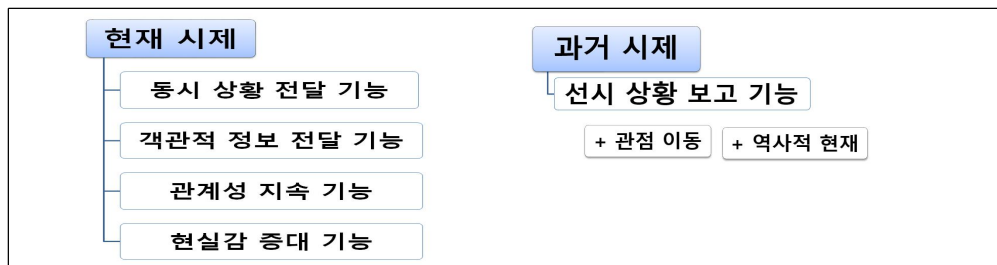 현재 시제
동시 상황 전달 기능
객관적 정보 전달 기능
관계성 지속 기능
현실감 증대 기능
과거 시제
선시 상황 보고 기능
+ 관점 이동
+ 역사적 현재